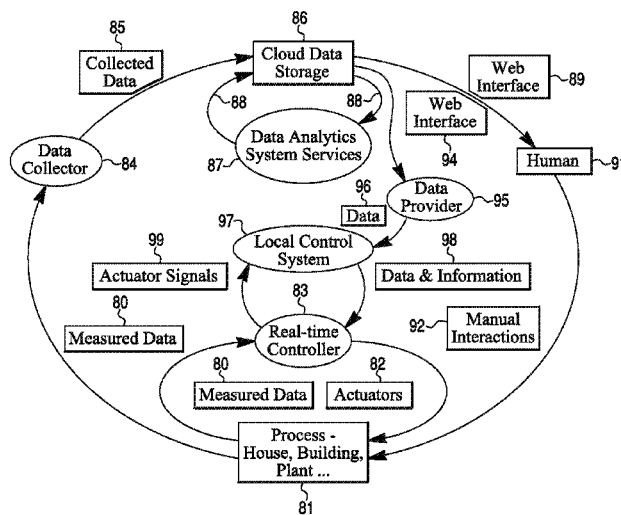 85
86
Collected
Data
Cloud Data
Storage
Web
Interface
89
88
88
Web
Interface
94
Data
Collector
84
87
Data Analytics
System Services
Human
96
Data
Data
Provider
95
97
Local Control
System
99
Actuator Signals
98
Data & Information
80
Measured Data
83
Real-time
Controller
92
Manual
Interactions
80
Measured Data
82
Actuators
Process -
House, Building,
Plant ...
81